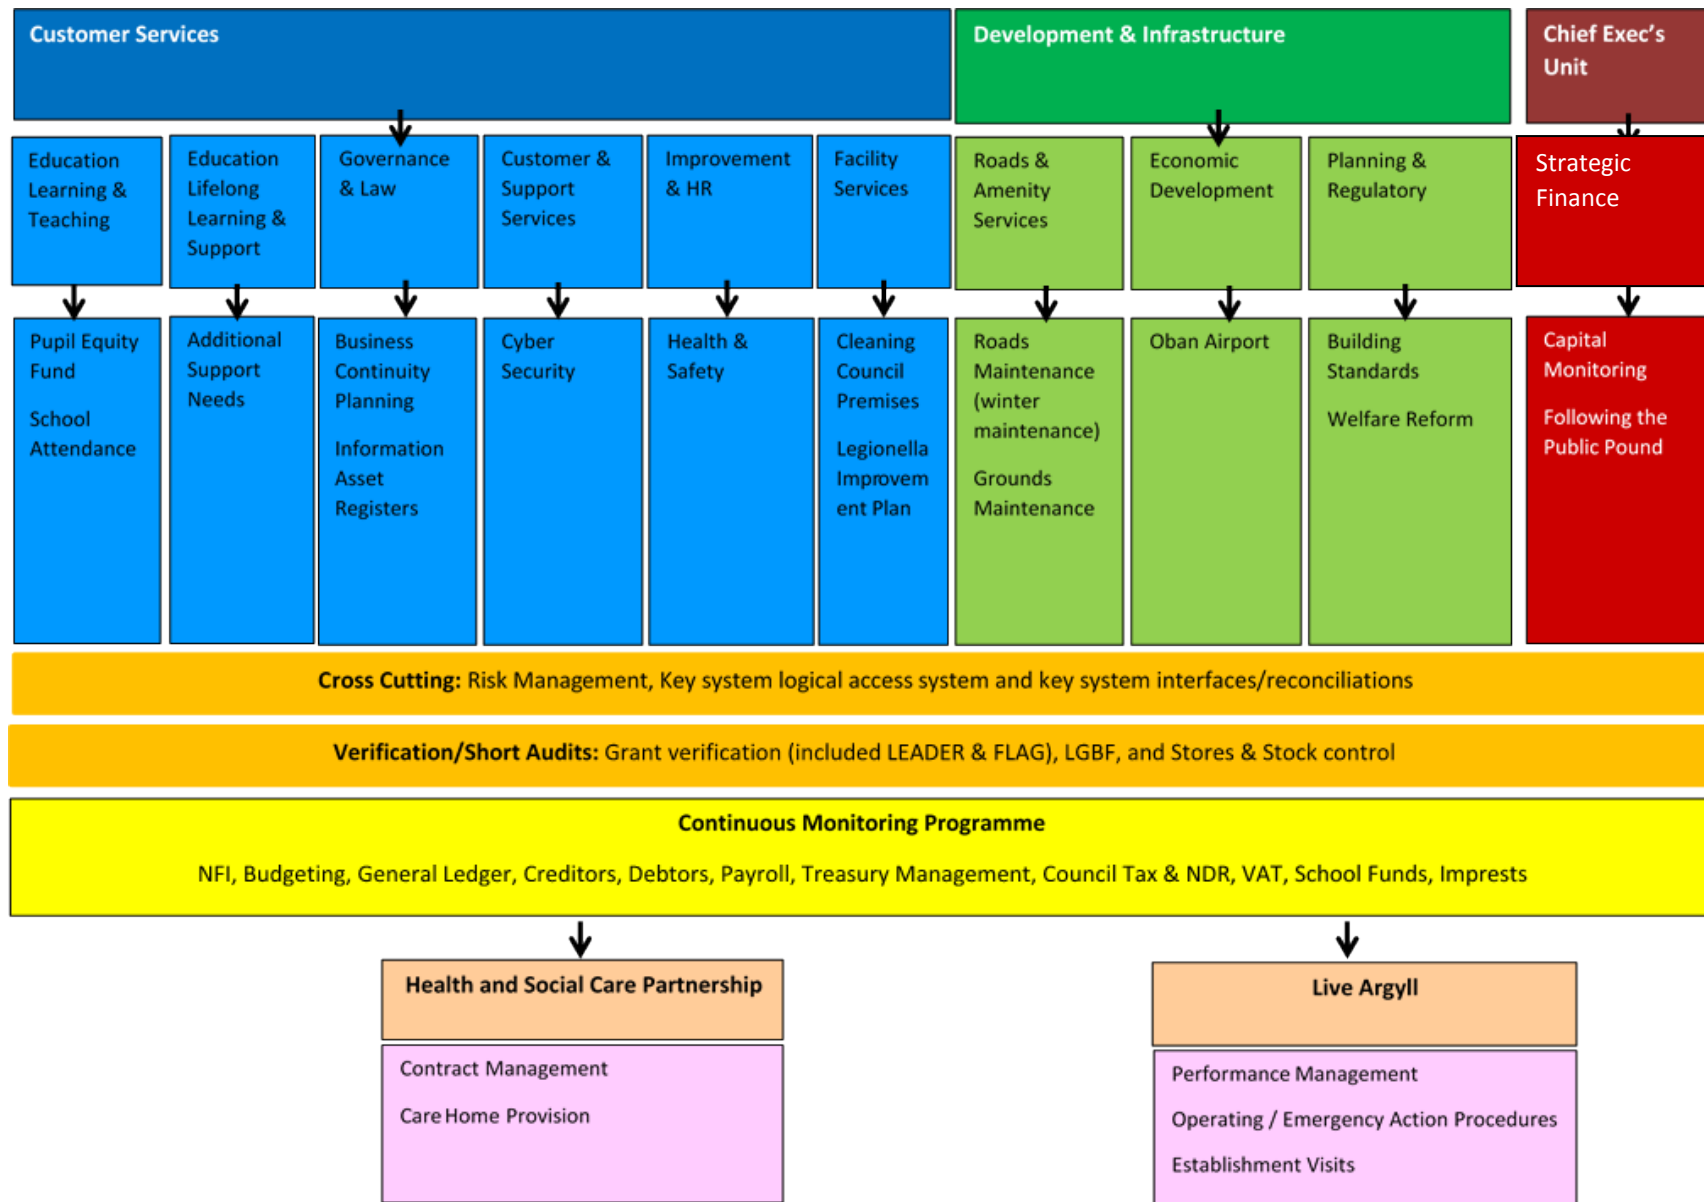 Customer Services
Development & Infrastructure
Chief Exec's
Unit
Education
Learning &
Teaching
Education
Lifelong
Learning &
Support
Governance
& Law
Customer &
Support
Services
Improvement
& HR
Facility
Services
Roads &
Amenity
Services
Economic
Development
Planning &
Regulatory
Strategic
Finance
Pupil Equity
Fund
School
Attendance
Additional
Support
Needs
Business
Continuity
Planning
Information
Asset
Registers
Cyber
Security
Health &
Safety
Cleaning
Council
Premises
Legionella
Improvem
ent Plan
Roads
Maintenance
(winter
maintenance)
Grounds
Maintenance
Oban Airport
Building
Standards
Welfare Reform
Capital
Monitoring
Following the
Public Pound
Cross Cutting: Risk Management, Key system logical access system and key system interfaces/reconciliations
Verification/Short Audits: Grant verification (included LEADER & FLAG), LGBF, and Stores & Stock control
Continuous Monitoring Programme
NFI, Budgeting, General Ledger, Creditors, Debtors, Payroll, Treasury Management, Council Tax & NDR, VAT, School Funds, Imprests
Health and Social Care Partnership
Contract Management
Care Home Provision
Live Argyll
Performance Management
Operating / Emergency Action Procedures
Establishment Visits